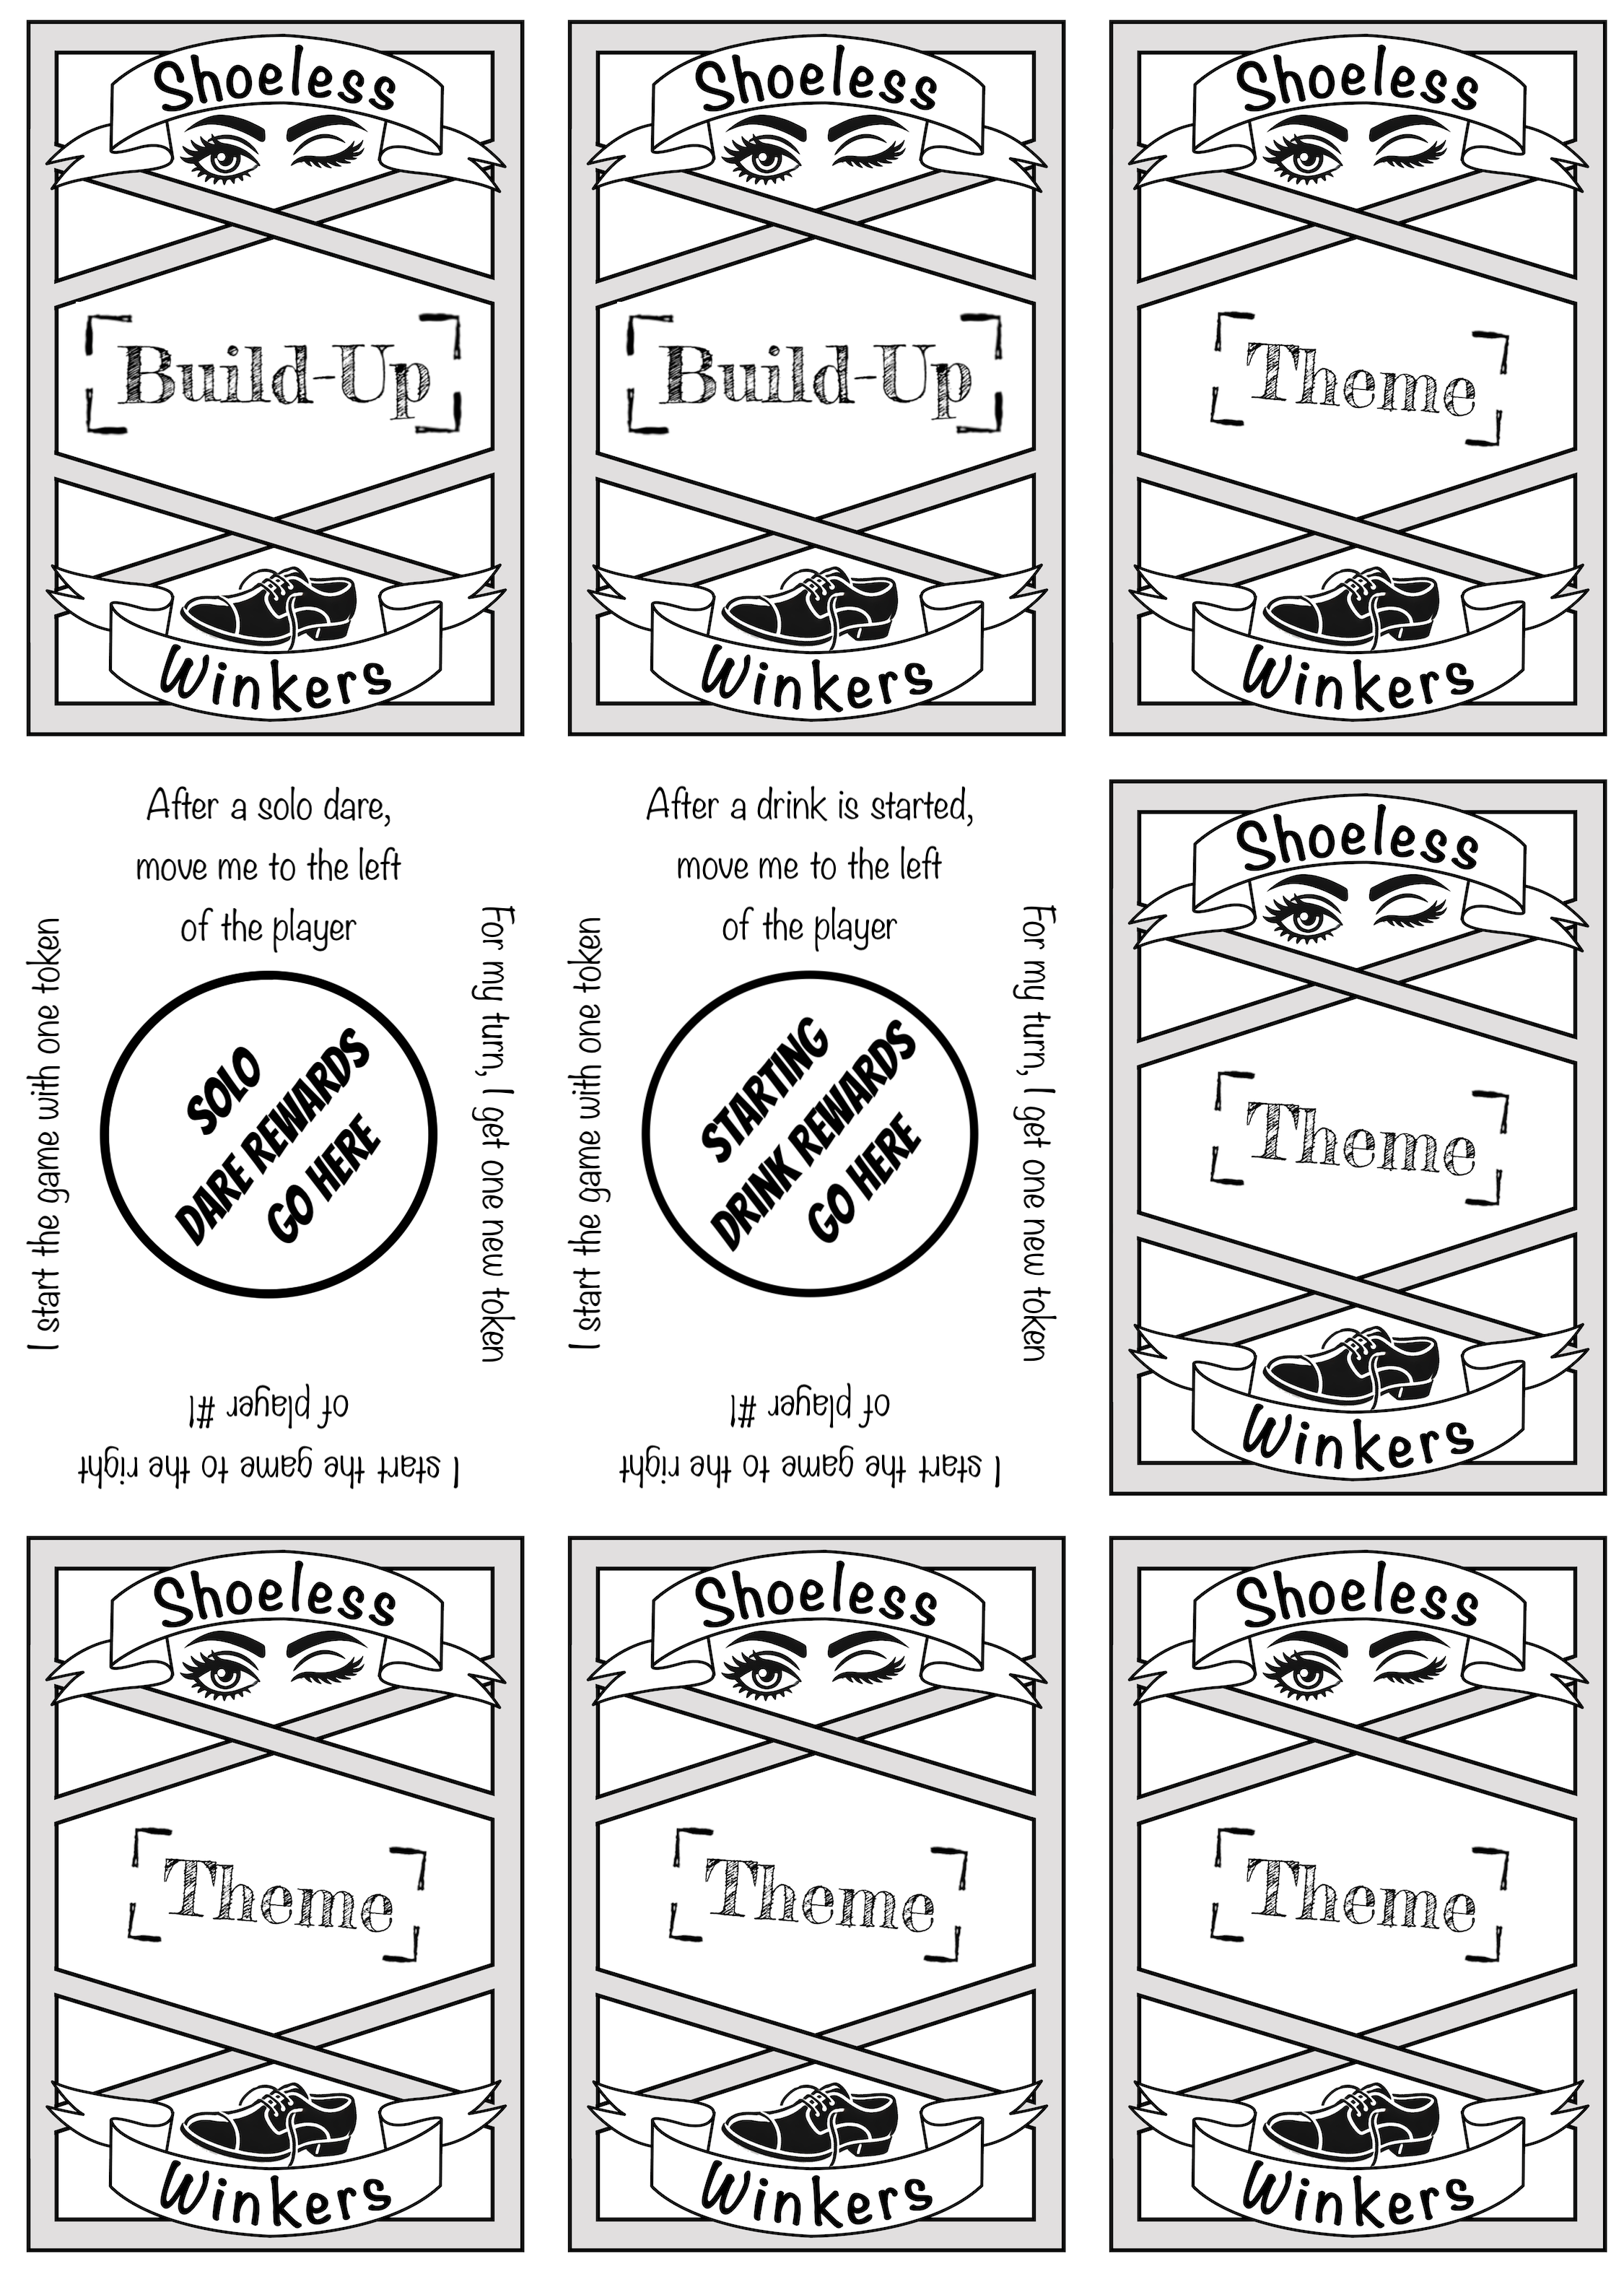 Shoeless
Build-Up
Winkers
Shoeless
Build-Up
Winkers
Shoeless
Theme
Winkers
After a solo dare,
move me to the left
of the player
I start the game with one token
SOLO
DARE REWARDS
GO HERE
For my turn, I get one new token
I start the game to the right
of player #1
After a drink is started,
move me to the left
of the player
I start the game with one token
STARTING
DRINK REWARDS
GO HERE
For my turn, I get one new token
I start the game to the right
of player #1
Shoeless
Theme
Winkers
Shoeless
Theme
Winkers
Shoeless
Theme
Winkers
Shoeless
Theme
Winkers